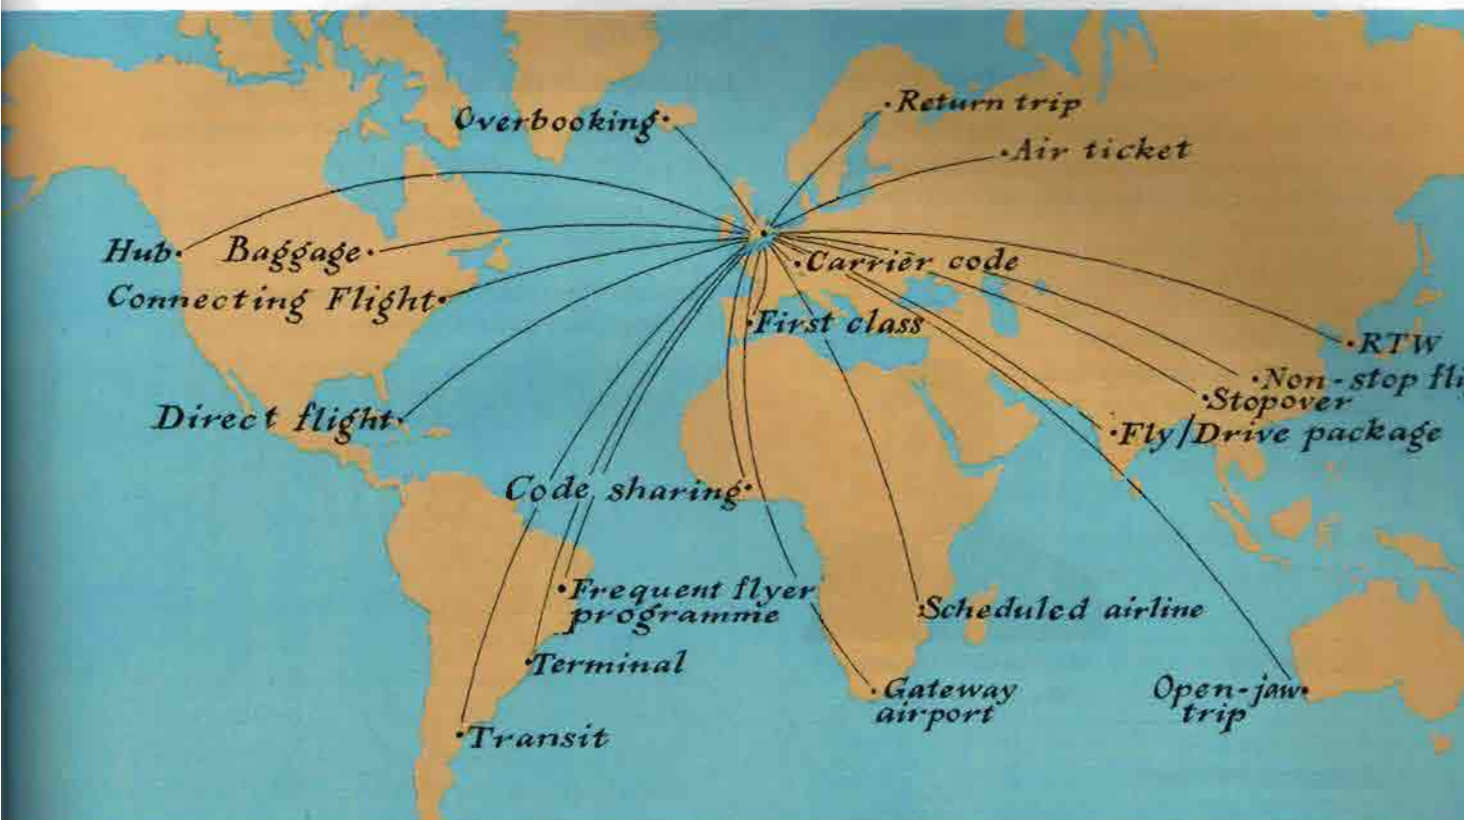 Return trip
Overbooking
Air ticket
Hub
Baggage
Carrier code
Connecting Flight
First class
RTW
Non-stop
Stopover
Direct flight
Fly/Drive package
Code sharing
Frequent flyer
programme
Scheduled airline
Terminal
Gateway
airport
Open-jaw
trip
Transit